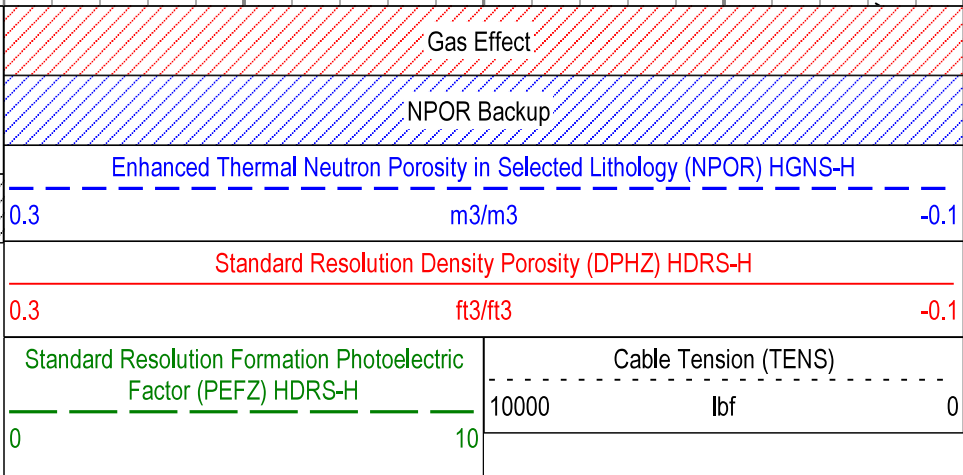 Gas Effect
NPOR Backup
Enhanced Thermal Neutron Porosity in Selected Lithology (NPOR) HGNS-H
0.3 m3/m3 -0.1
Standard Resolution Density Porosity (DPHZ) HDRS-H
0.3 ft3/ft3 -0.1
Standard Resolution Formation Photoelectric
Factor (PEFZ) HDRS-H
0 10
Cable Tension (TENS)
10000 lbf 0